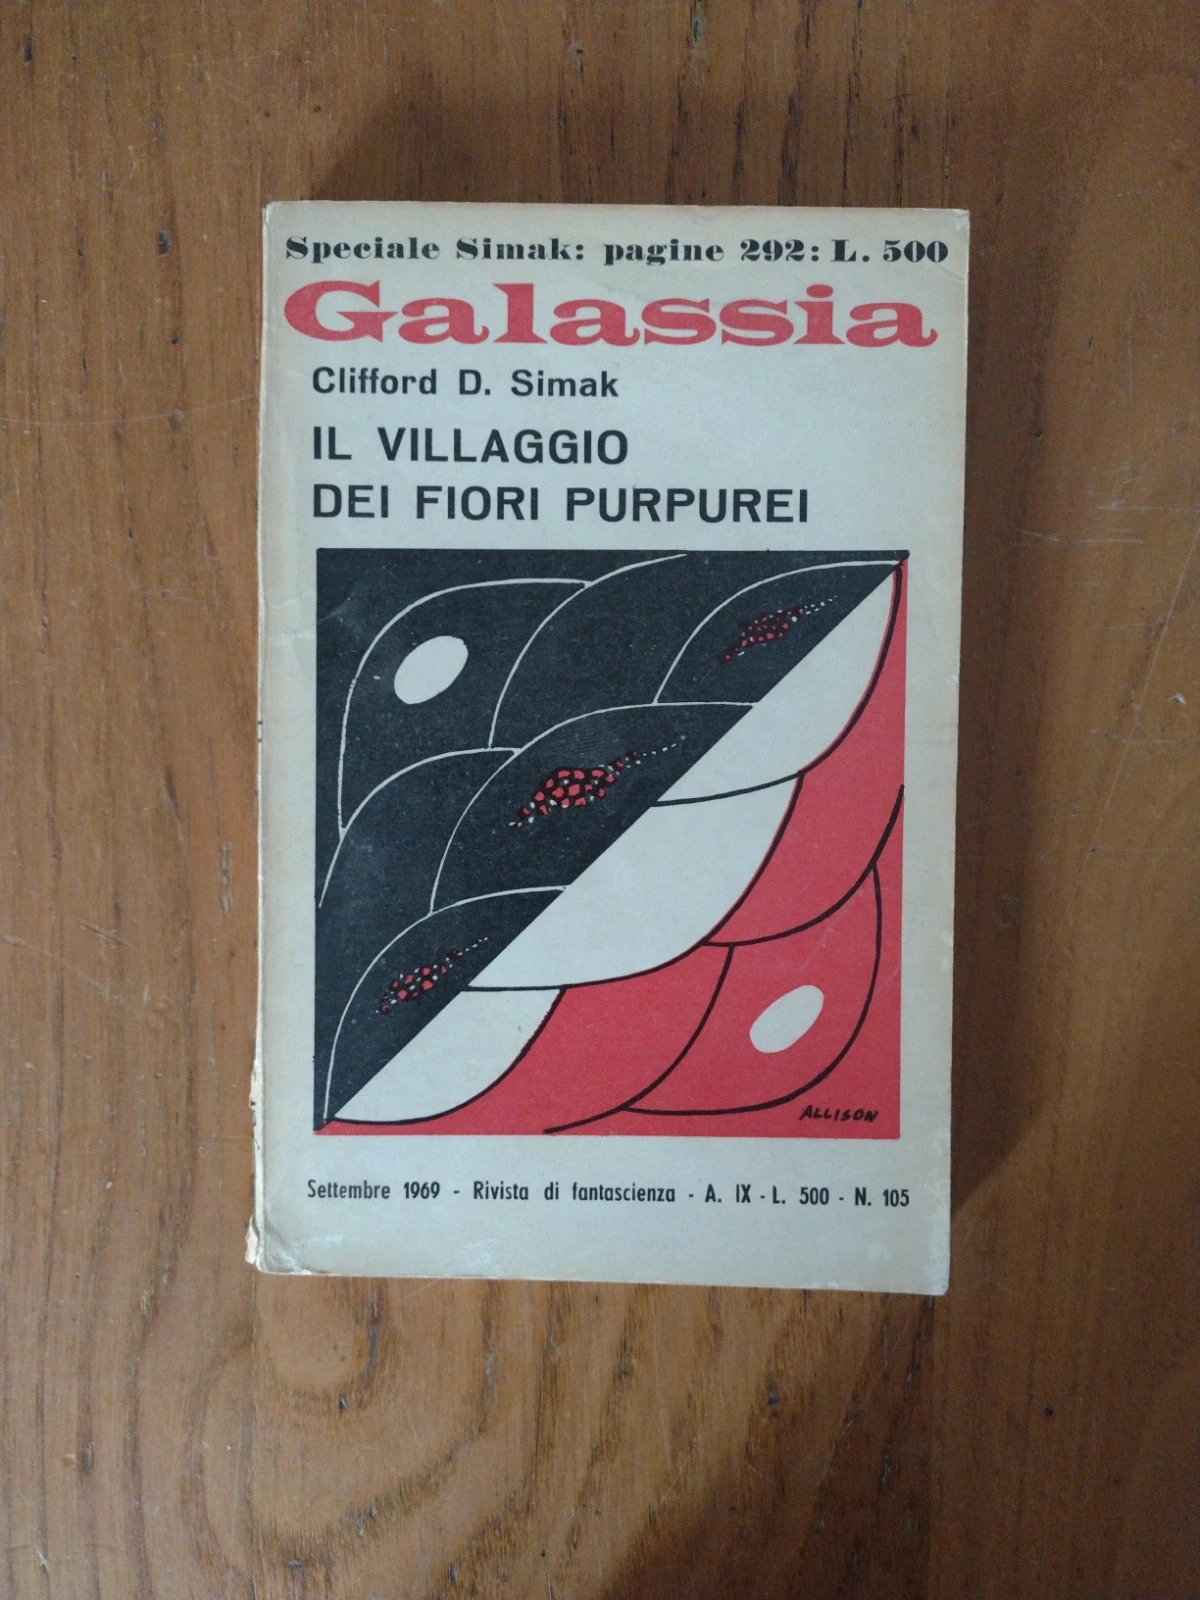 Speciale Simak: pagine 292: L. 500
Galassia
Clifford D. Simak
IL VILLAGGIO
DEI FIORI PURPUREI
ALLISON
Settembre 1969 - Rivista di fantascienza - A. IX - L. 500 - N. 105